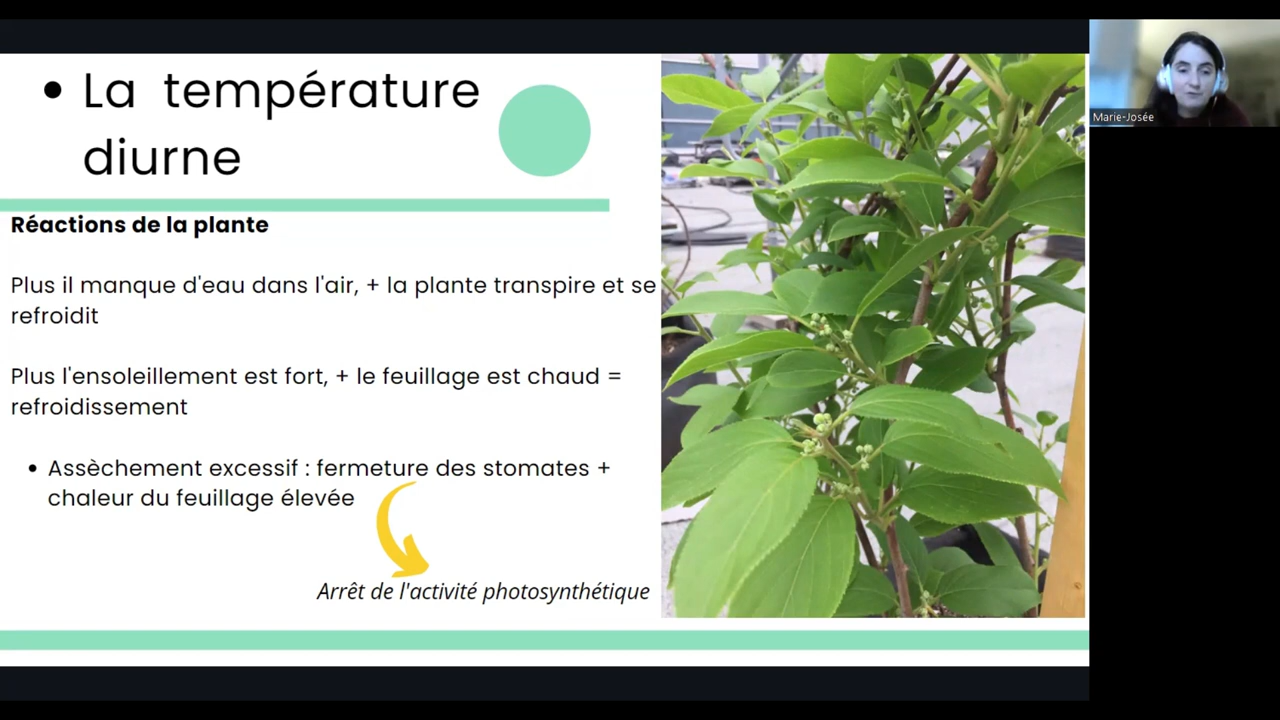 • La température
diurne
Réactions de la plante
Plus il manque d'eau dans l'air, + la plante transpire et se
refroidit
Plus l'ensoleillement est fort, + le feuillage est chaud =
refroidissement
• Assèchement excessif : fermeture des stomates +
chaleur du feuillage élevée
Arrêt de l'activité photosynthétique
Marie-Josée